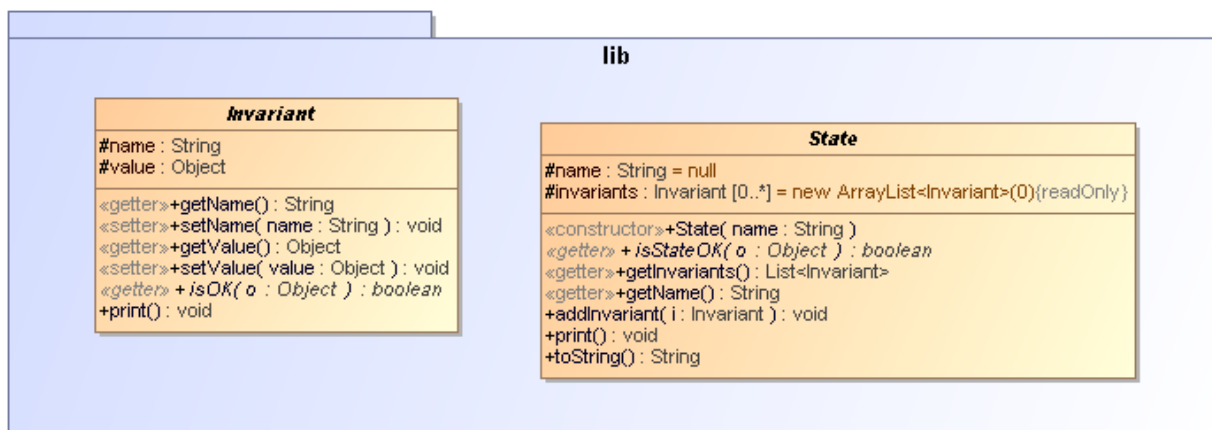 lib
Invariant
#name : String
#value : Object
«getter»+getName() : String
«setter»+setName( name : String ) : void
«getter»+getValue() : Object
«setter»+setValue( value : Object ) : void
«getter» +isOK( o : Object ) : boolean
+print() : void
State
#name : String = null
#invariants : Invariant [0..*] = new ArrayList<Invariant>(0){readOnly}
«constructor»+State( name : String )
«getter» +isStateOK( o : Object ) : boolean
«getter»+getInvariants() : List<Invariant>
«getter»+getName() : String
+addInvariant( i : Invariant ) : void
+print() : void
+toString() : String